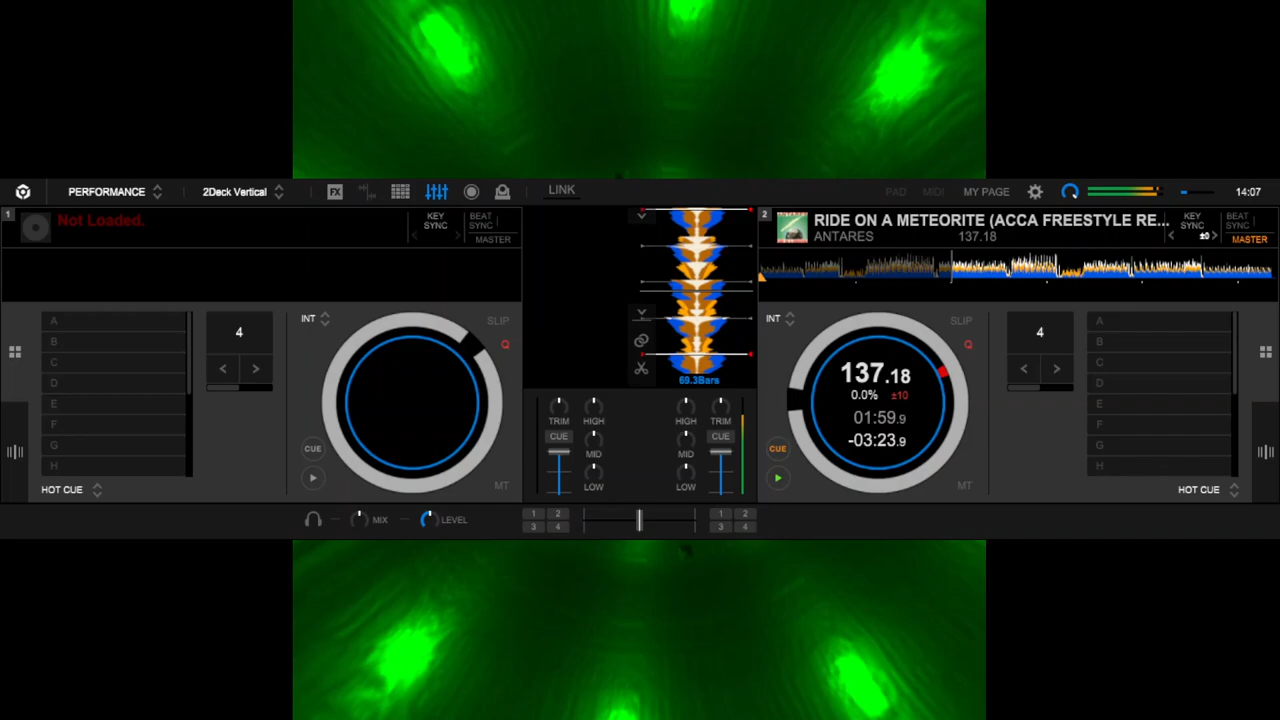 PERFORMANCE 2Deck Vertical FX LINK PAD MIDI MY PAGE 14:07
1 Not Loaded. KEY SYNC BEAT SYNC MASTER
2 RIDE ON A METEORITE (ACCA FREESTYLE RE... KEY SYNC BEAT SYNC
ANTARES 137.18 ±0 MASTER
A
B
C
D
E
F
G
H
HOT CUE
4
INT SLIP
Q
CUE
MT
69.3Bars
TRIM HIGH HIGH TRIM
CUE CUE
MID MID
LOW LOW
INT SLIP
Q
137.18
0.0% ±10
01:59.9
-03:23.9
CUE
MT
4
A
B
C
D
E
F
G
H
HOT CUE
MIX LEVEL
1 2 1 2
3 4 3 4